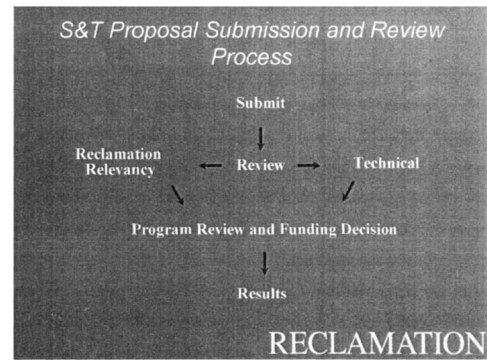 S&T Proposal Submission and Review
Process
Submit
Reclamation
Relevancy
Review
Technical
Program Review and Funding Decision
Results
RECLAMATION